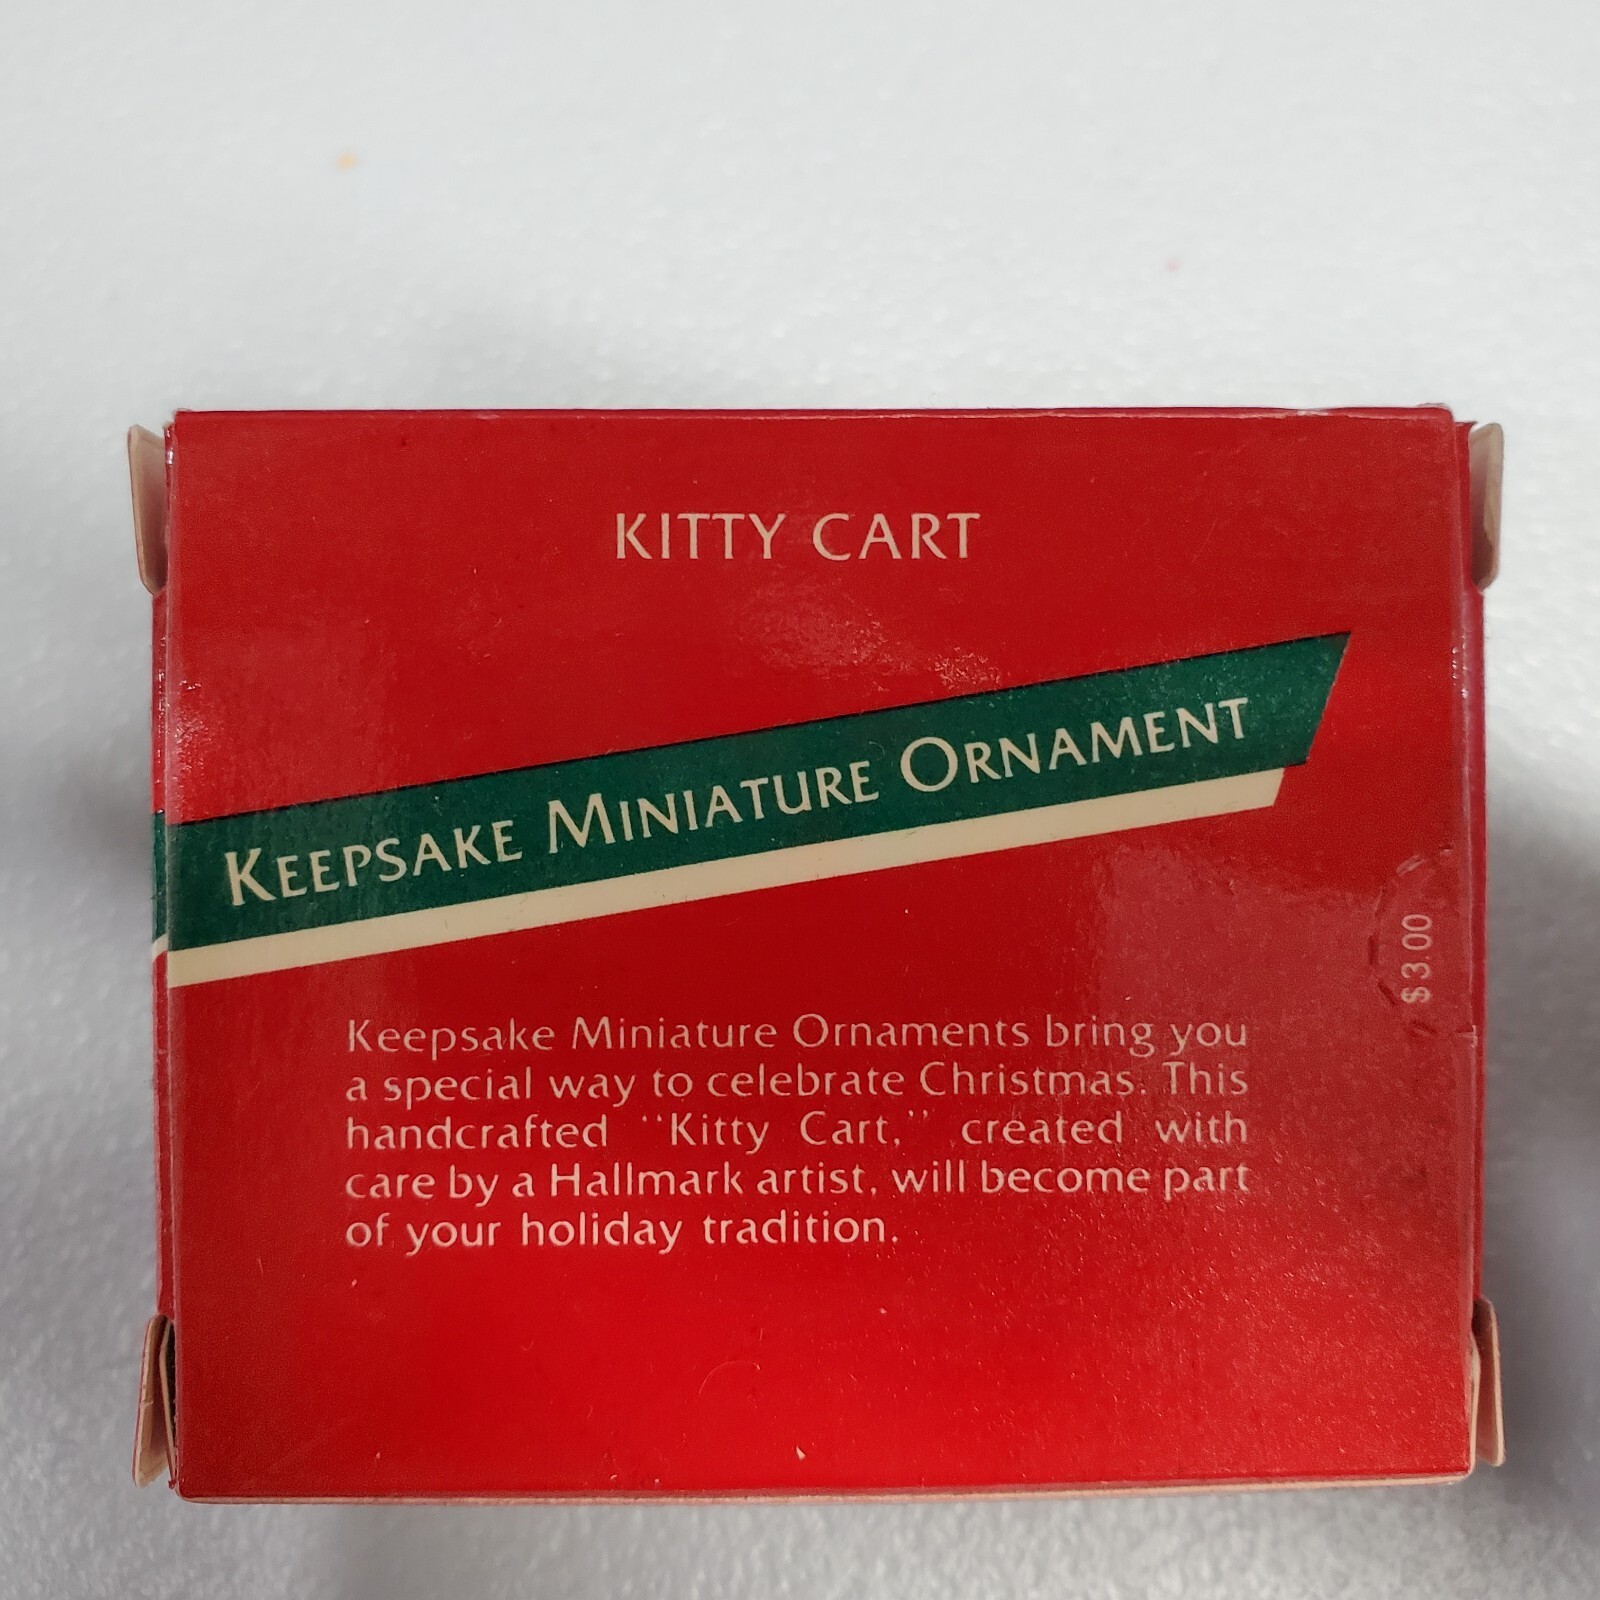 KITTY CART
KEEPSAKE MINIATURE ORNAMENT
$3.00
Keepsake Miniature Ornaments bring you
a special way to celebrate Christmas. This
handcrafted "Kitty Cart," created with
care by a Hallmark artist, will become part
of your holiday tradition.